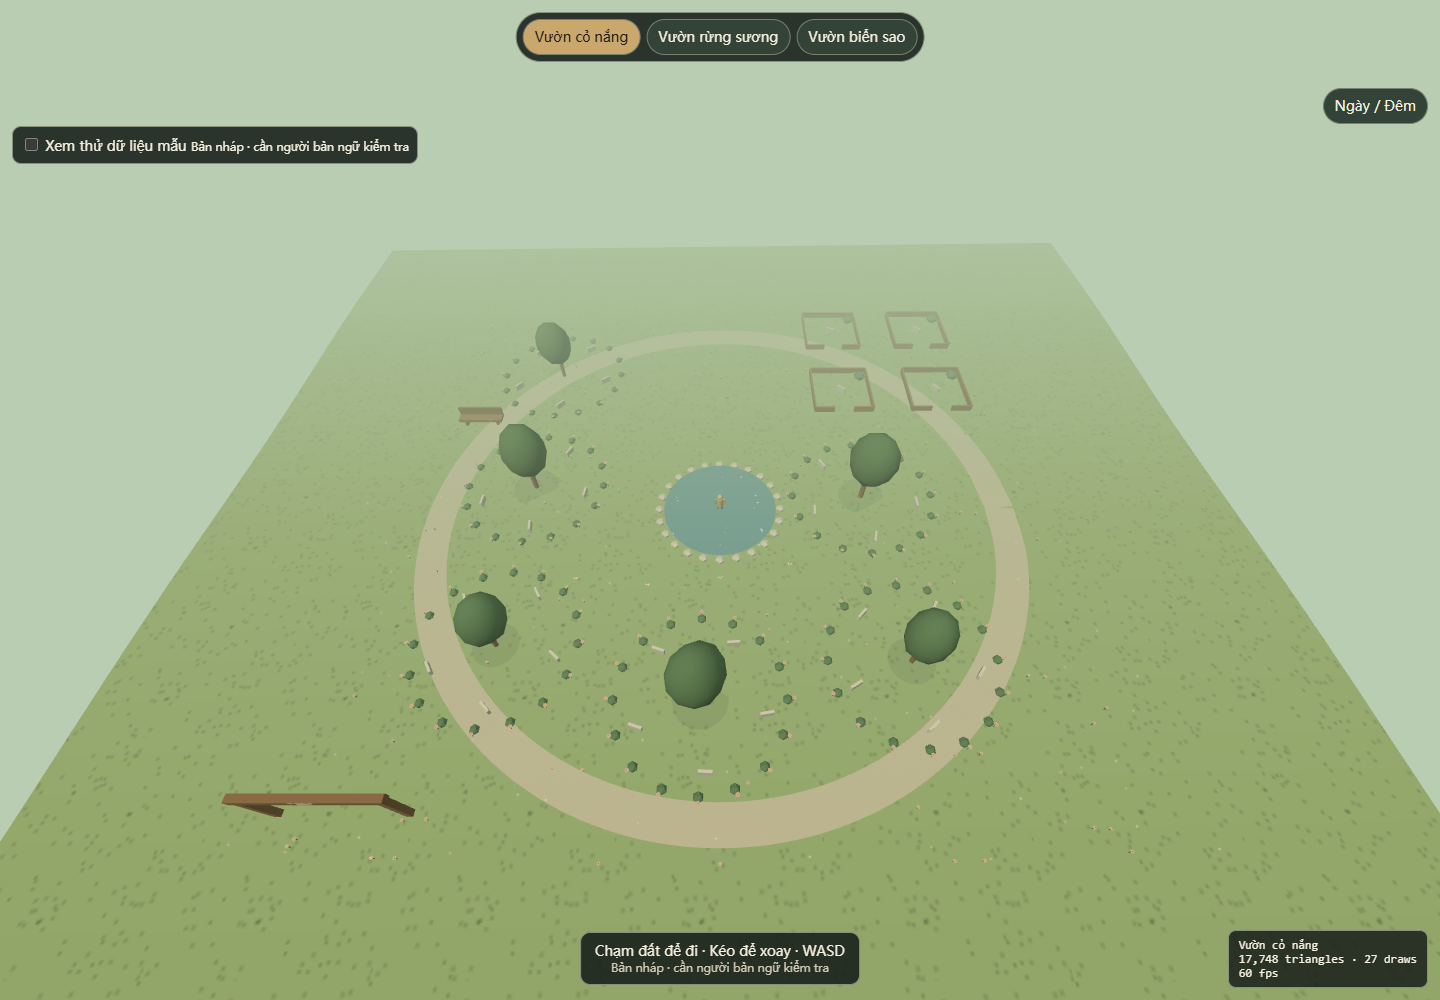 Vườn cỏ nắng
Vườn rừng sương
Vườn biển sao
Ngày / Đêm
Xem thử dữ liệu mẫu Bản nháp · cần người bản ngữ kiểm tra
Chạm đất để đi · Kéo để xoay · WASD
Bản nháp · cần người bản ngữ kiểm tra
Vườn cỏ nắng
17,748 triangles · 27 draws
60 fps